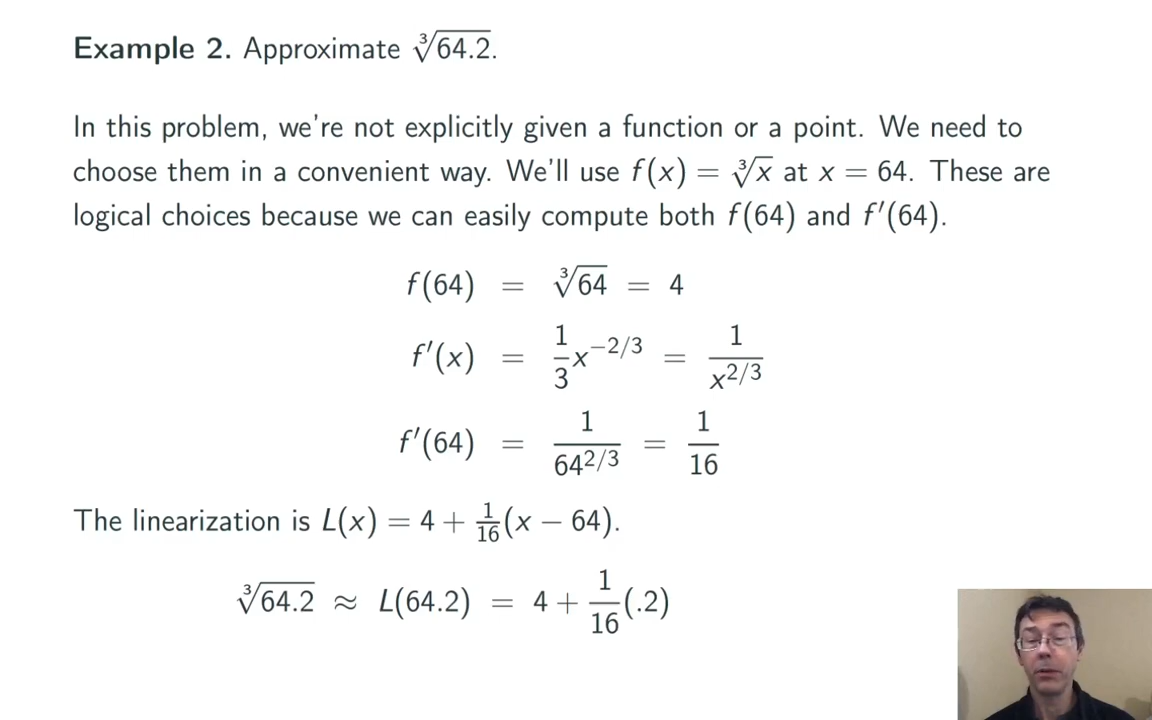 Example 2. Approximate ∛64.2.
In this problem, we're not explicitly given a function or a point. We need to
choose them in a convenient way. We'll use f(x) = ∛x at x = 64. These are
logical choices because we can easily compute both f(64) and f′(64).
f(64) = ∛64 = 4
f′(x) = 1/3 x^(−2/3) = 1/x^(2/3)
f′(64) = 1/64^(2/3) = 1/16
The linearization is L(x) = 4 + 1/16(x − 64).
∛64.2 ≈ L(64.2) = 4 + 1/16(.2)